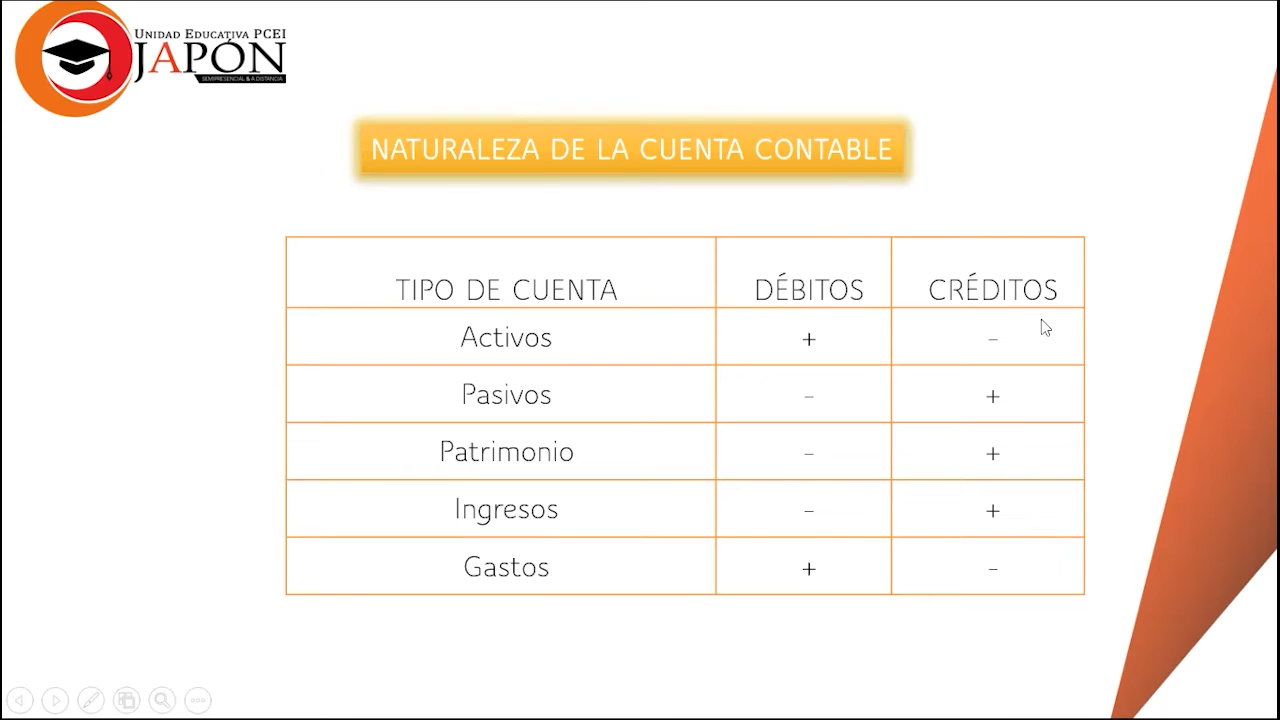 UNIDAD EDUCATIVA PCEI
JAPÓN
SEMIPRESENCIAL & A DISTANCIA
NATURALEZA DE LA CUENTA CONTABLE
TIPO DE CUENTA DÉBITOS CRÉDITOS
Activos + -
Pasivos - +
Patrimonio - +
Ingresos - +
Gastos + -